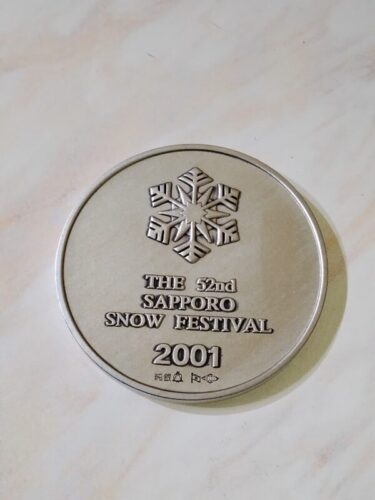 THE 52nd
SAPPORO
SNOW FESTIVAL
2001